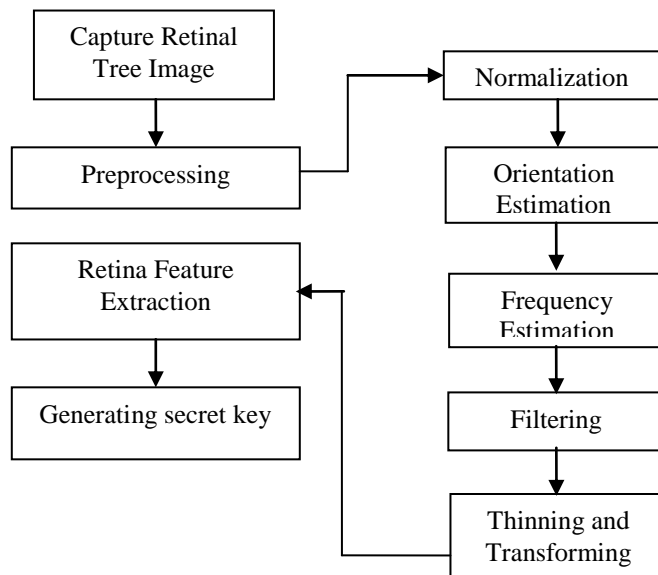 Capture Retinal
Tree Image
Preprocessing
Normalization
Orientation
Estimation
Frequency
Estimation
Filtering
Thinning and
Transforming
Retina Feature
Extraction
Generating secret key